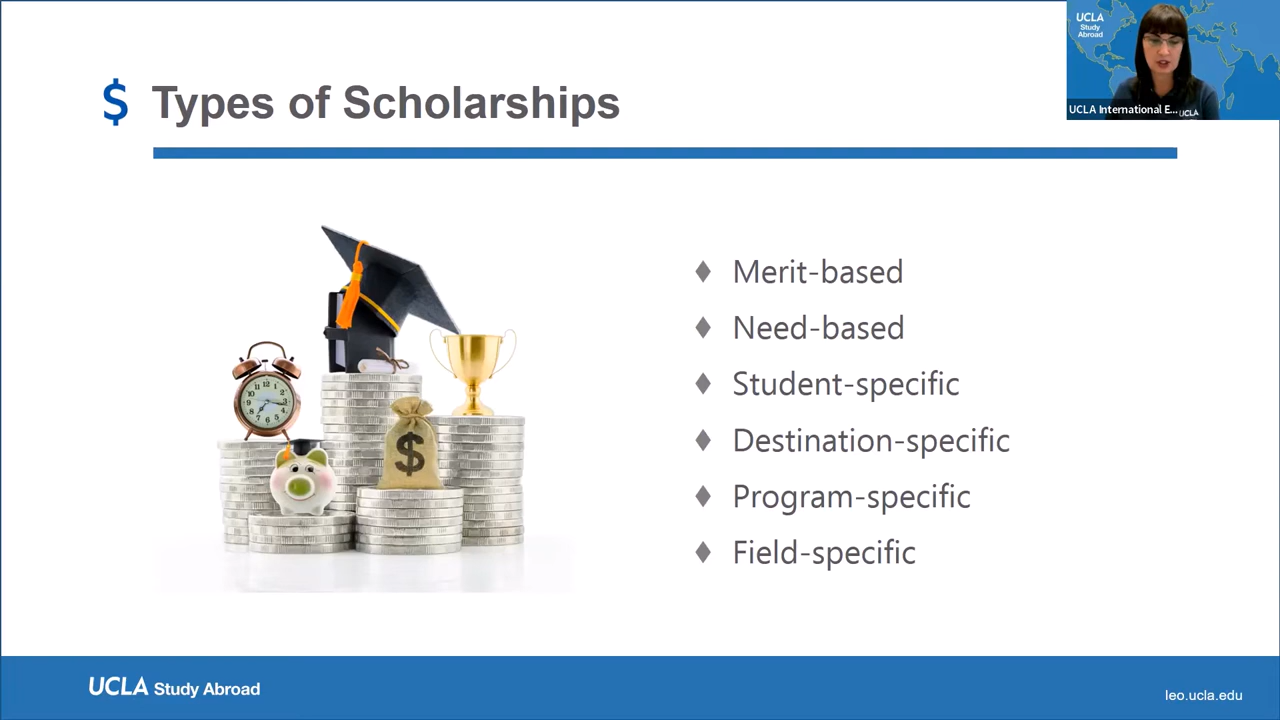 $ Types of Scholarships
UCLA
Study
Abroad
UCLA International E...
UCLA
$
♦ Merit-based
♦ Need-based
♦ Student-specific
♦ Destination-specific
♦ Program-specific
♦ Field-specific
UCLA Study Abroad
leo.ucla.edu